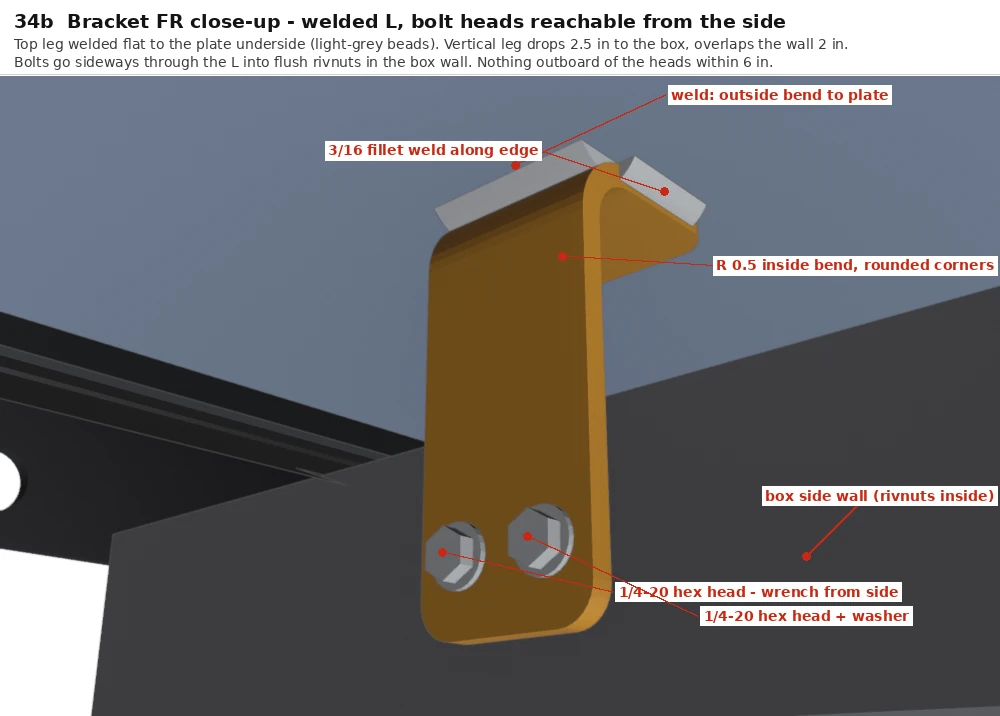 34b  Bracket FR close-up - welded L, bolt heads reachable from the side
Top leg welded flat to the plate underside (light-grey beads). Vertical leg drops 2.5 in to the box, overlaps the wall 2 in.
Bolts go sideways through the L into flush rivnuts in the box wall. Nothing outboard of the heads within 6 in.
weld: outside bend to plate
3/16 fillet weld along edge
R 0.5 inside bend, rounded corners
box side wall (rivnuts inside)
1/4-20 hex head - wrench from side
1/4-20 hex head + washer